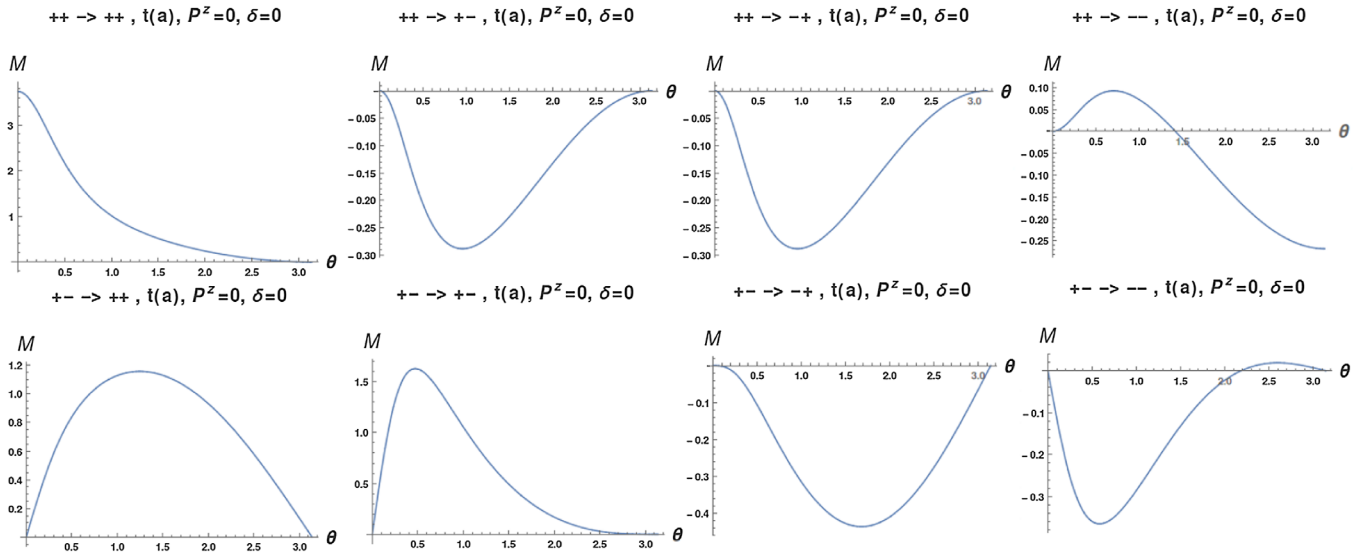 ++ -> ++ , t(a), P^z=0, δ=0
++ -> +- , t(a), P^z=0, δ=0
++ -> -+ , t(a), P^z=0, δ=0
++ -> -- , t(a), P^z=0, δ=0
M
3
2
1
0.5 1.0 1.5 2.0 2.5 3.0 θ
M
0.5 1.0 1.5 2.0 2.5 3.0 θ
-0.05
-0.10
-0.15
-0.20
-0.25
-0.30
M
0.5 1.0 1.5 2.0 2.5 3.0 θ
-0.05
-0.10
-0.15
-0.20
-0.25
-0.30
M
0.10
0.05
0.5 1.0 1.5 2.0 2.5 3.0 θ
-0.05
-0.10
-0.15
-0.20
-0.25
+- -> ++ , t(a), P^z=0, δ=0
+- -> +- , t(a), P^z=0, δ=0
+- -> -+ , t(a), P^z=0, δ=0
+- -> -- , t(a), P^z=0, δ=0
M
1.2
1.0
0.8
0.6
0.4
0.2
0.5 1.0 1.5 2.0 2.5 3.0 θ
M
1.5
1.0
0.5
0.5 1.0 1.5 2.0 2.5 3.0 θ
M
0.5 1.0 1.5 2.0 2.5 3.0 θ
-0.1
-0.2
-0.3
-0.4
M
0.5 1.0 1.5 2.0 2.5 3.0 θ
-0.1
-0.2
-0.3